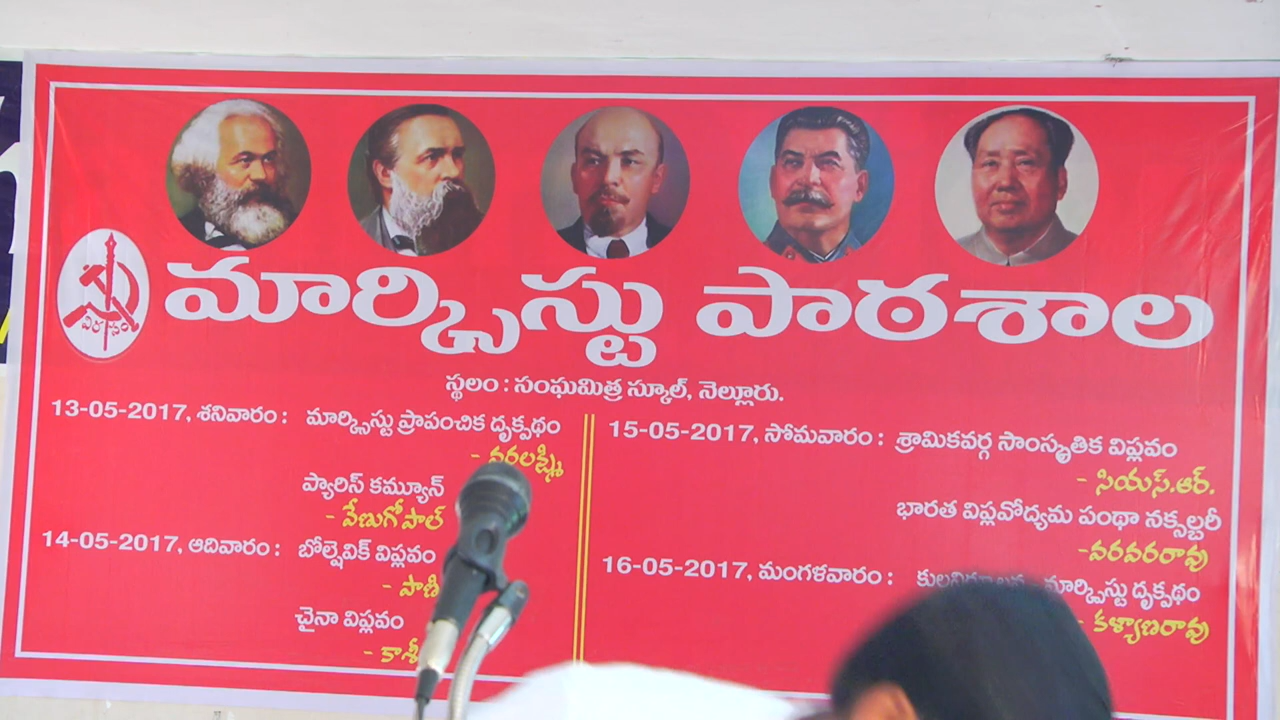 విరసం
మార్క్సిస్టు పాఠశాల
స్థలం : సంఘమిత్ర స్కూల్, నెల్లూరు.
13-05-2017, శనివారం : మార్క్సిస్టు ప్రాపంచిక దృక్పథం
- వరలక్ష్మి
ప్యారిస్ కమ్యూన్
- వేణుగోపాల్
14-05-2017, ఆదివారం : బోల్షెవిక్ విప్లవం
- పాణి
చైనా విప్లవం
15-05-2017, సోమవారం : శ్రామికవర్గ సాంస్కృతిక విప్లవం
- సియస్.ఆర్.
భారత విప్లవోద్యమ పంథా నక్సల్బరీ
-వరవరరావు
16-05-2017, మంగళవారం : మార్క్సిస్టు దృక్పథం
- కళ్యాణరావు